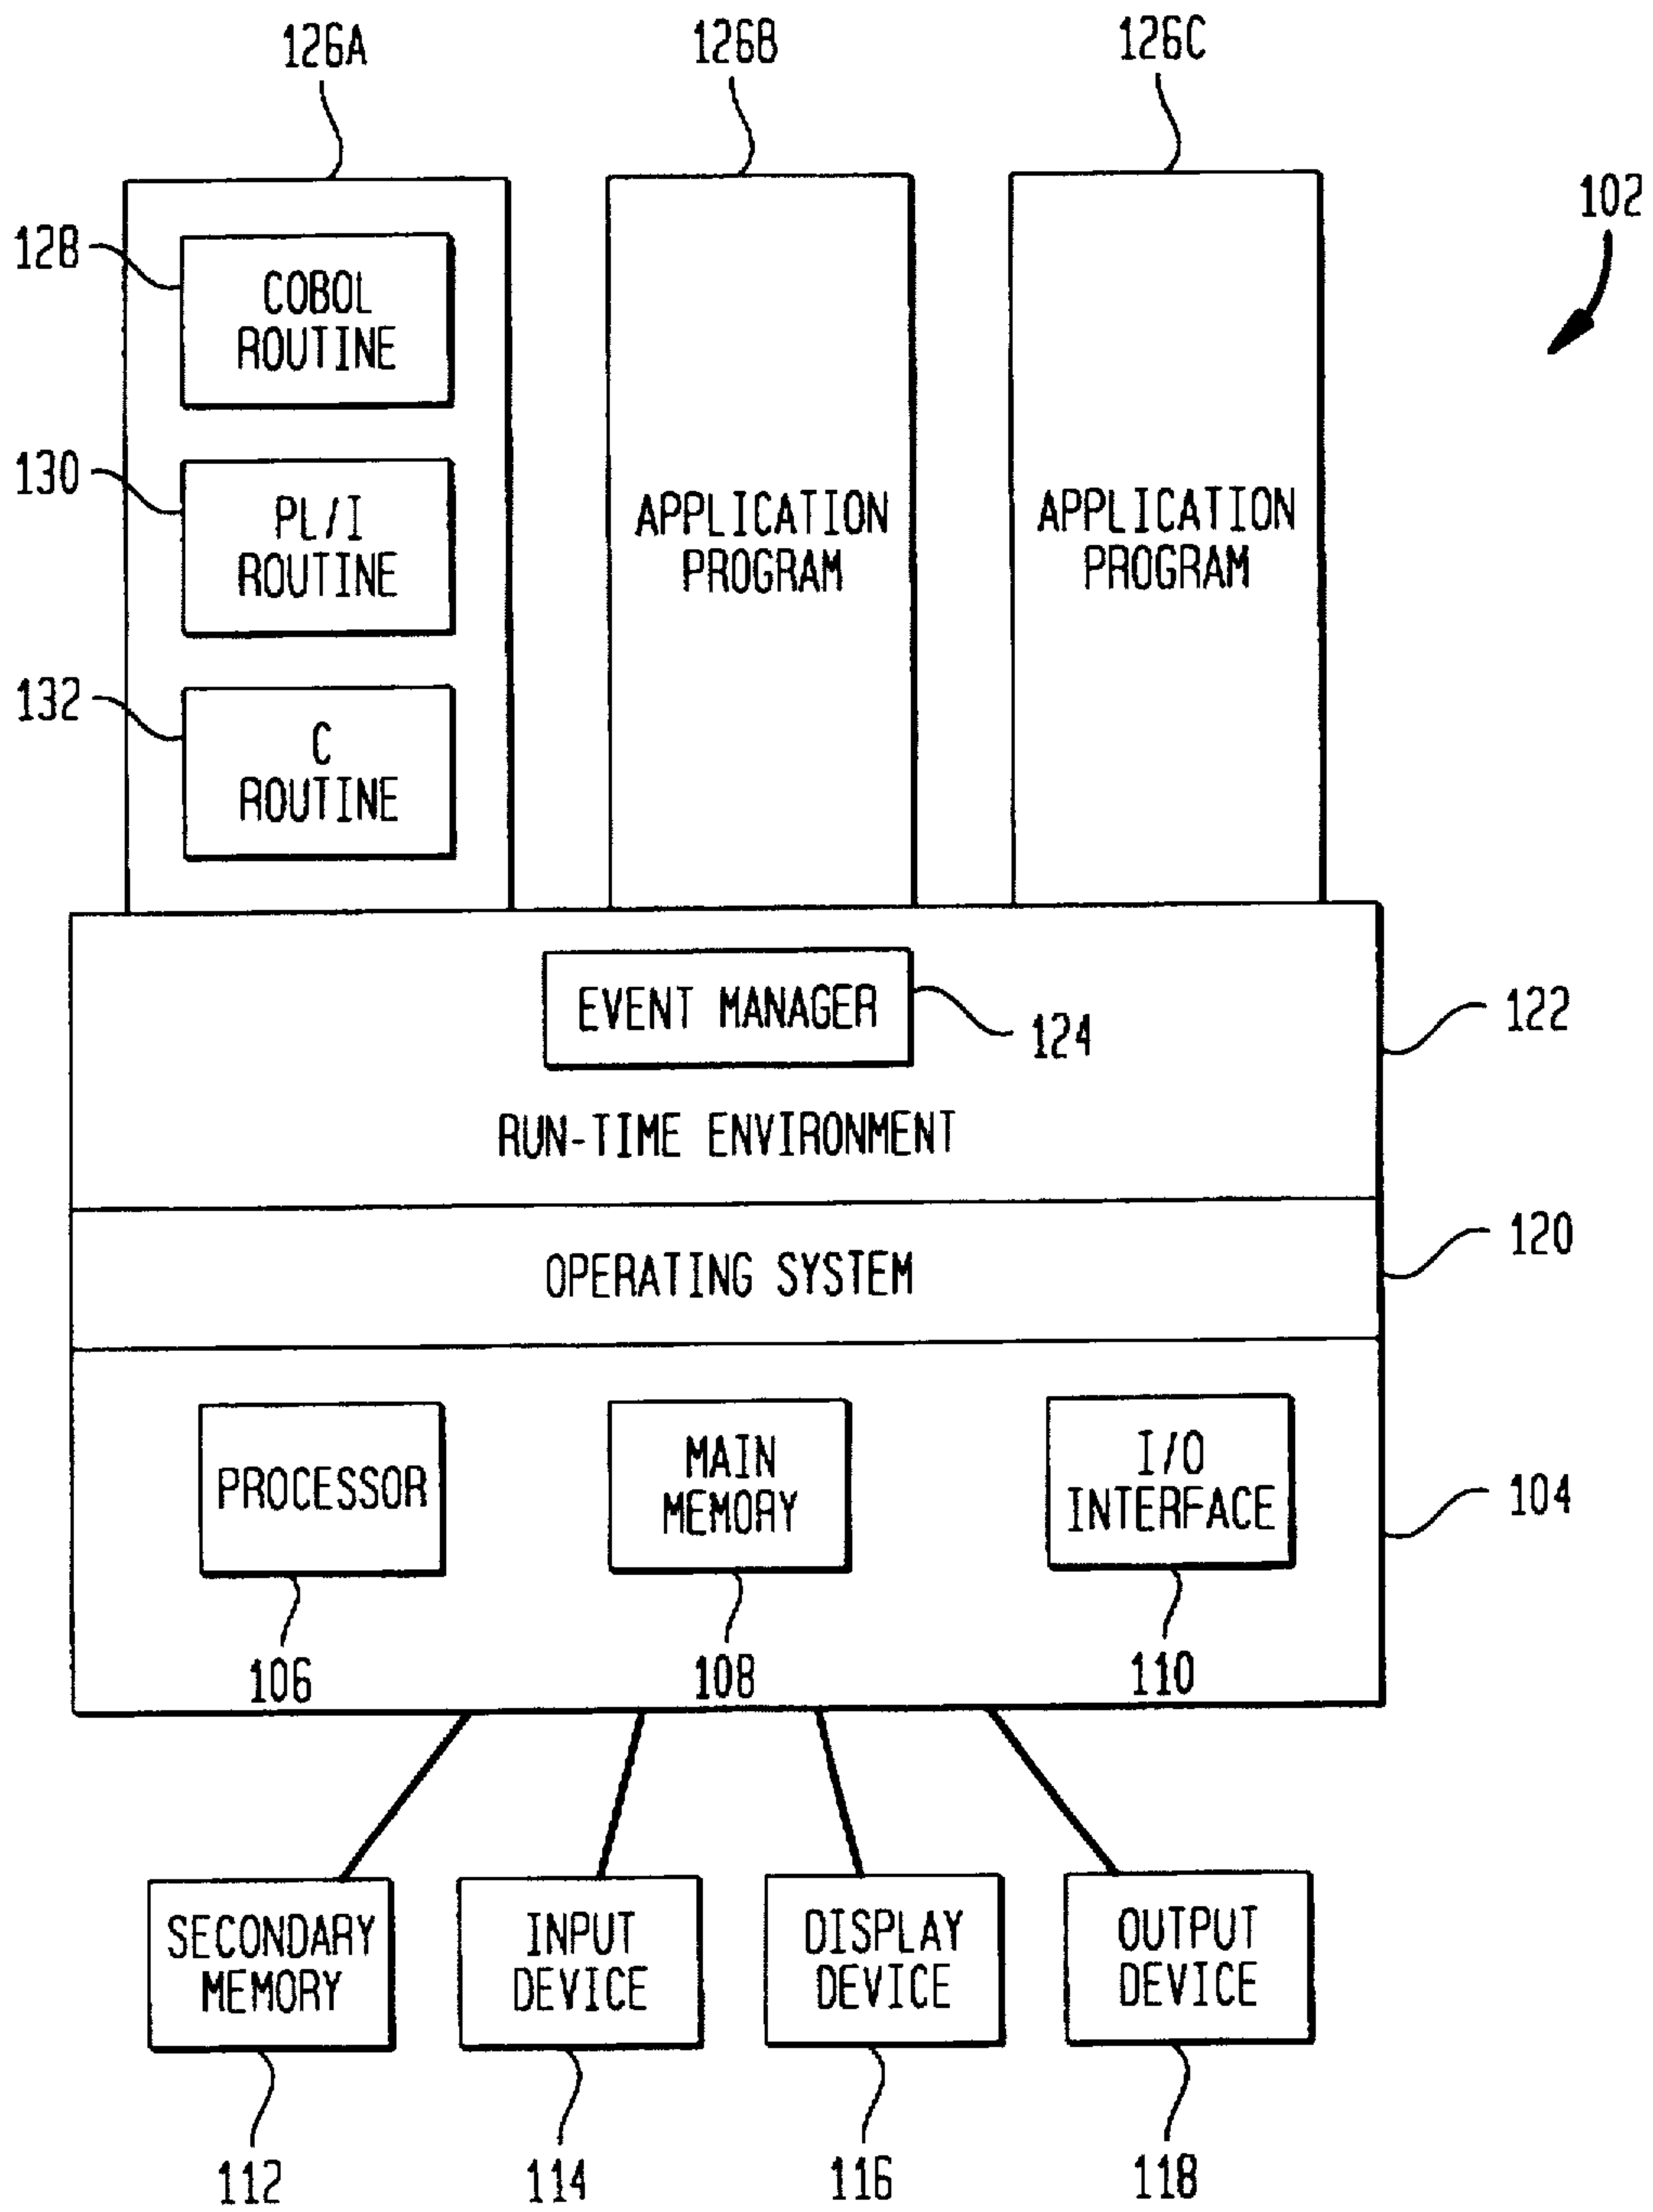 126A
126B
126C
102
128
COBOL
ROUTINE
130
PL/I
ROUTINE
132
C
ROUTINE
APPLICATION
PROGRAM
APPLICATION
PROGRAM
EVENT MANAGER
124
122
RUN-TIME ENVIRONMENT
120
OPERATING SYSTEM
PROCESSOR
MAIN
MEMORY
I/O
INTERFACE
104
106
108
110
SECONDARY
MEMORY
INPUT
DEVICE
DISPLAY
DEVICE
OUTPUT
DEVICE
112
114
116
118